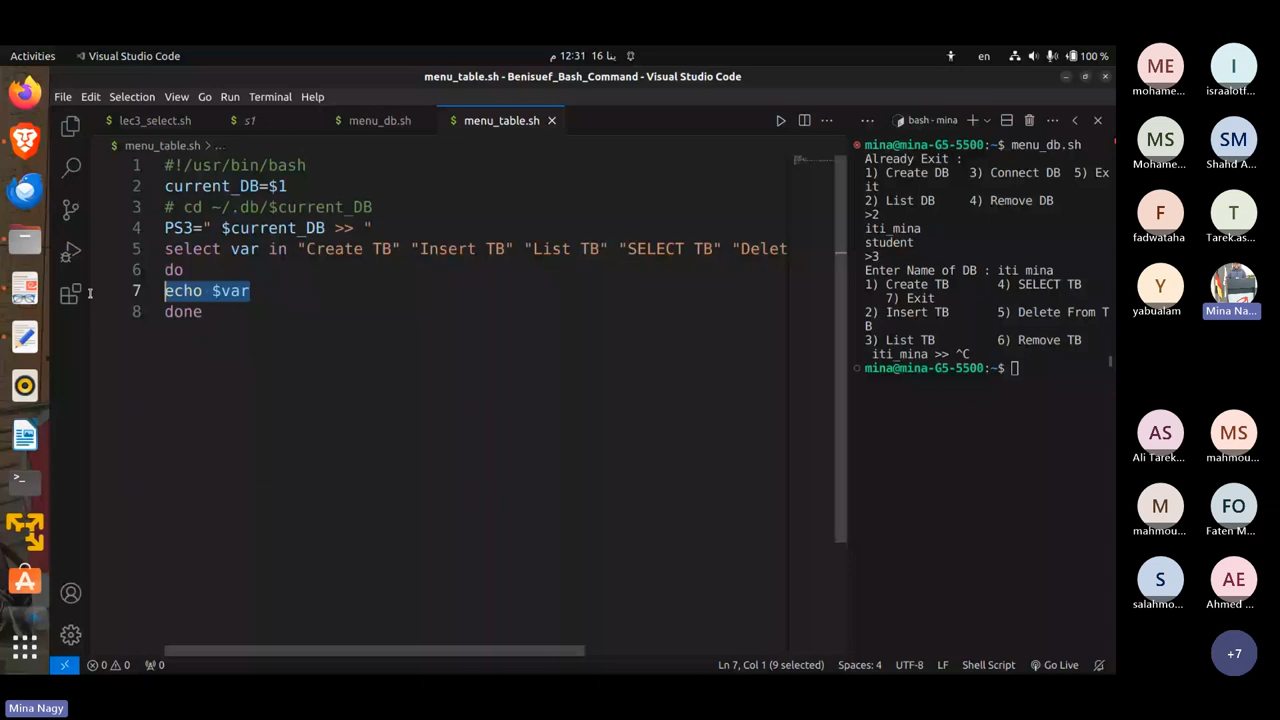 Activities
Visual Studio Code
م 12:31 16 يناا
en
100 %
menu_table.sh - Benisuef_Bash_Command - Visual Studio Code
File Edit Selection View Go Run Terminal Help
$ lec3_select.sh
$ s1
$ menu_db.sh
$ menu_table.sh
bash - mina
menu_table.sh > ...
1 #!/usr/bin/bash
2 current_DB=$1
3 # cd ~/.db/$current_DB
4 PS3=" $current_DB >> "
5 select var in "Create TB" "Insert TB" "List TB" "SELECT TB" "Delet
6 do
7 echo $var
8 done
mina@mina-G5-5500:~$ menu_db.sh
Already Exit :
1) Create DB 3) Connect DB 5) Ex
it
2) List DB 4) Remove DB
>2
iti_mina
student
>3
Enter Name of DB : iti mina
1) Create TB 4) SELECT TB
7) Exit
2) Insert TB 5) Delete From T
B
3) List TB 6) Remove TB
iti_mina >> ^C
mina@mina-G5-5500:~$
0 0 0
Ln 7, Col 1 (9 selected)
Spaces: 4
UTF-8
LF
Shell Script
Go Live
ME
mohame...
I
israalotf...
MS
Mohame...
SM
Shahd A...
F
fadwataha
T
Tarek.as...
Y
yabualam
Mina Na...
AS
Ali Tarek...
MS
mahmou...
M
mahmou...
FO
Faten M...
S
salahmo...
AE
Ahmed ...
+7
Mina Nagy